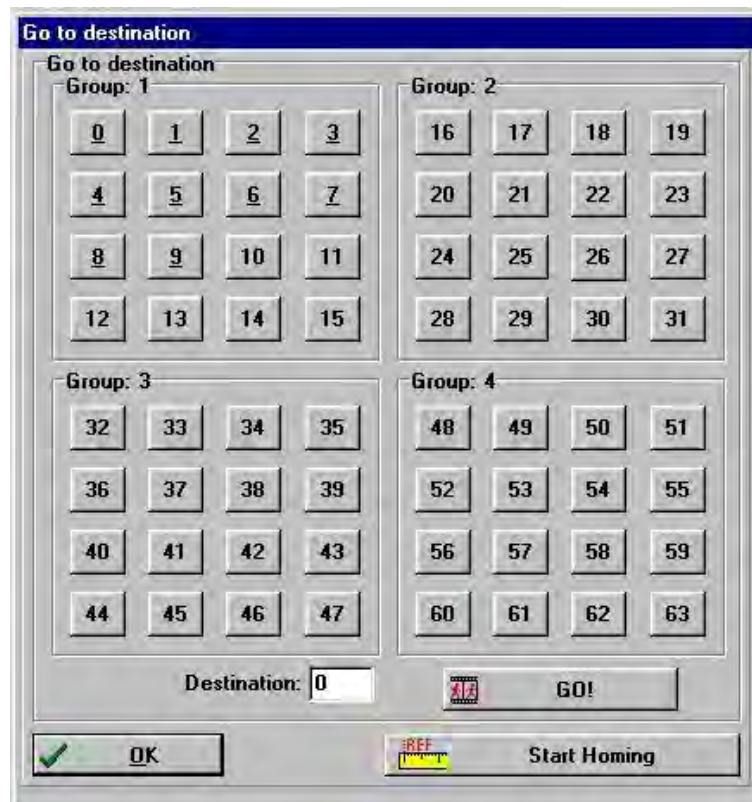 Go to destination
Go to destination
Group: 1
0 1 2 3
4 5 6 7
8 9 10 11
12 13 14 15
Group: 2
16 17 18 19
20 21 22 23
24 25 26 27
28 29 30 31
Group: 3
32 33 34 35
36 37 38 39
40 41 42 43
44 45 46 47
Group: 4
48 49 50 51
52 53 54 55
56 57 58 59
60 61 62 63
Destination: 0
GO!
OK
REF
Start Homing